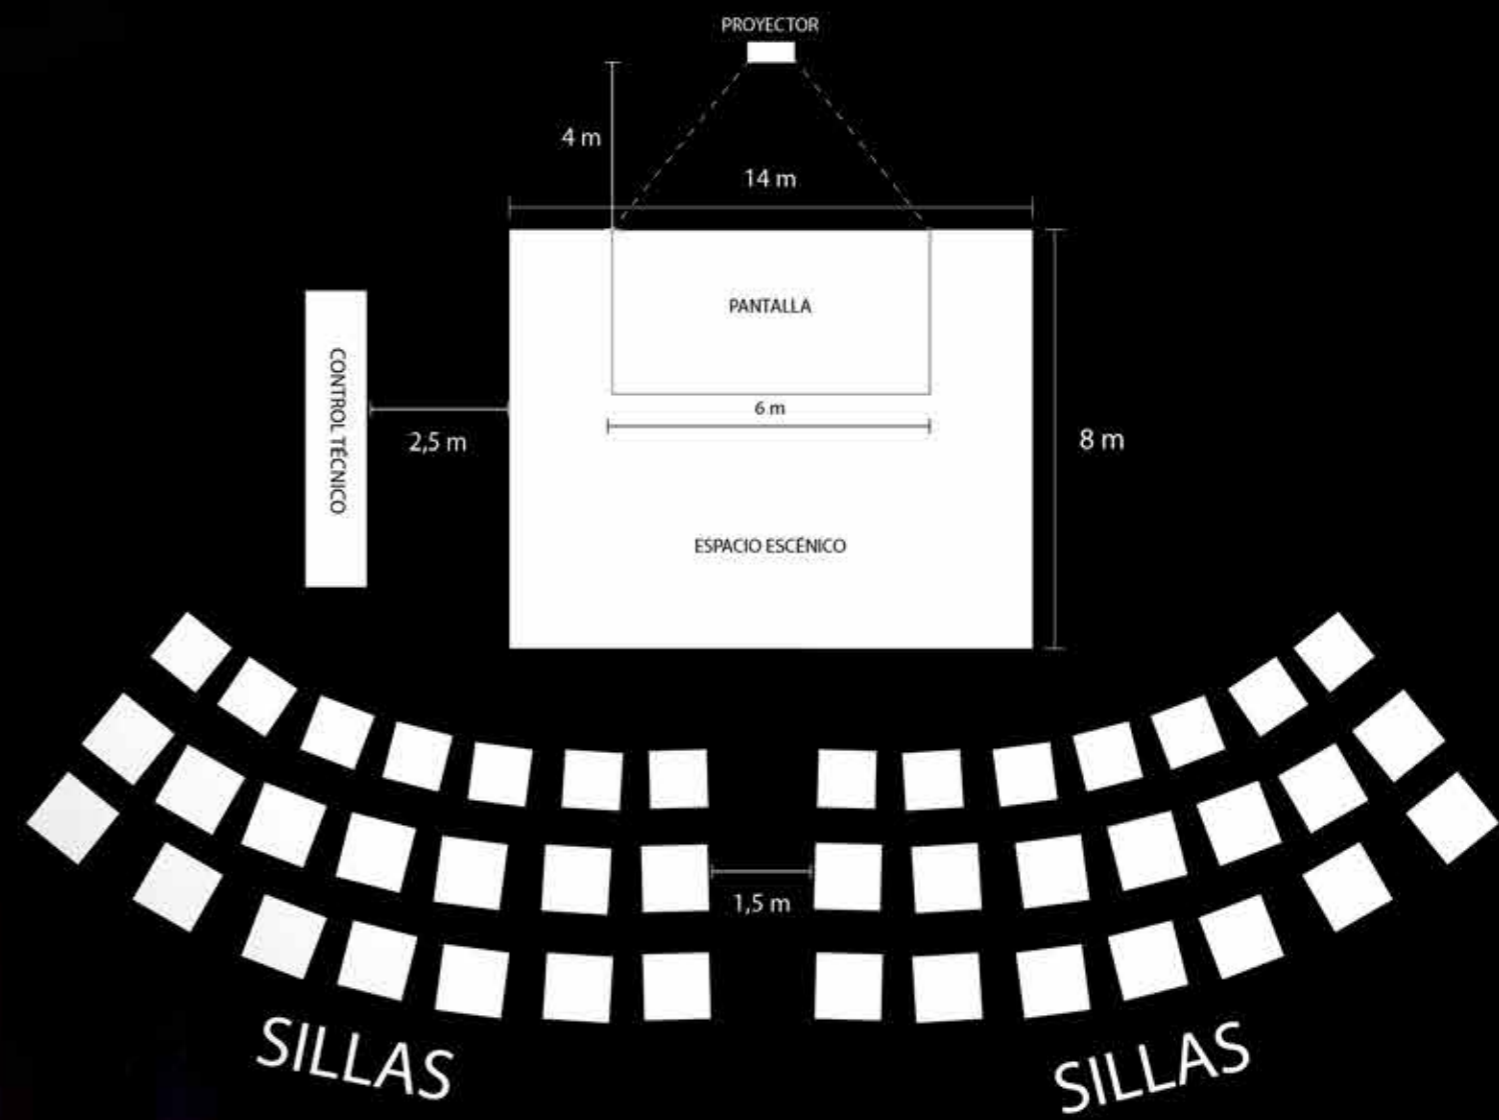 PROYECTOR
4 m
14 m
PANTALLA
6 m
CONTROL TÉCNICO
2,5 m
8 m
ESPACIO ESCÉNICO
1,5 m
SILLAS
SILLAS